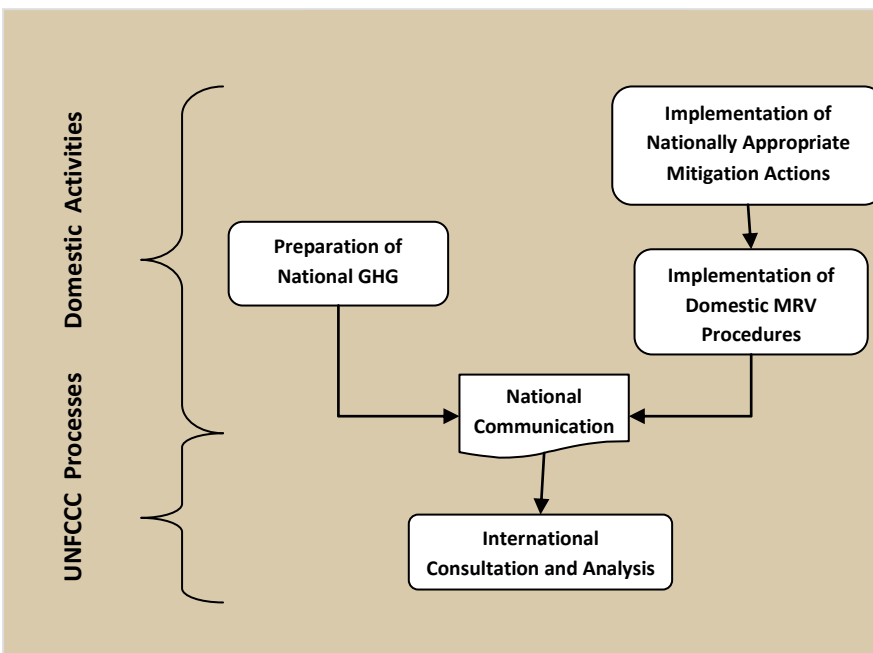 Domestic Activities
UNFCCC Processes
Implementation of
Nationally Appropriate
Mitigation Actions
Preparation of
National GHG
Implementation of
Domestic MRV
Procedures
National
Communication
International
Consultation and Analysis